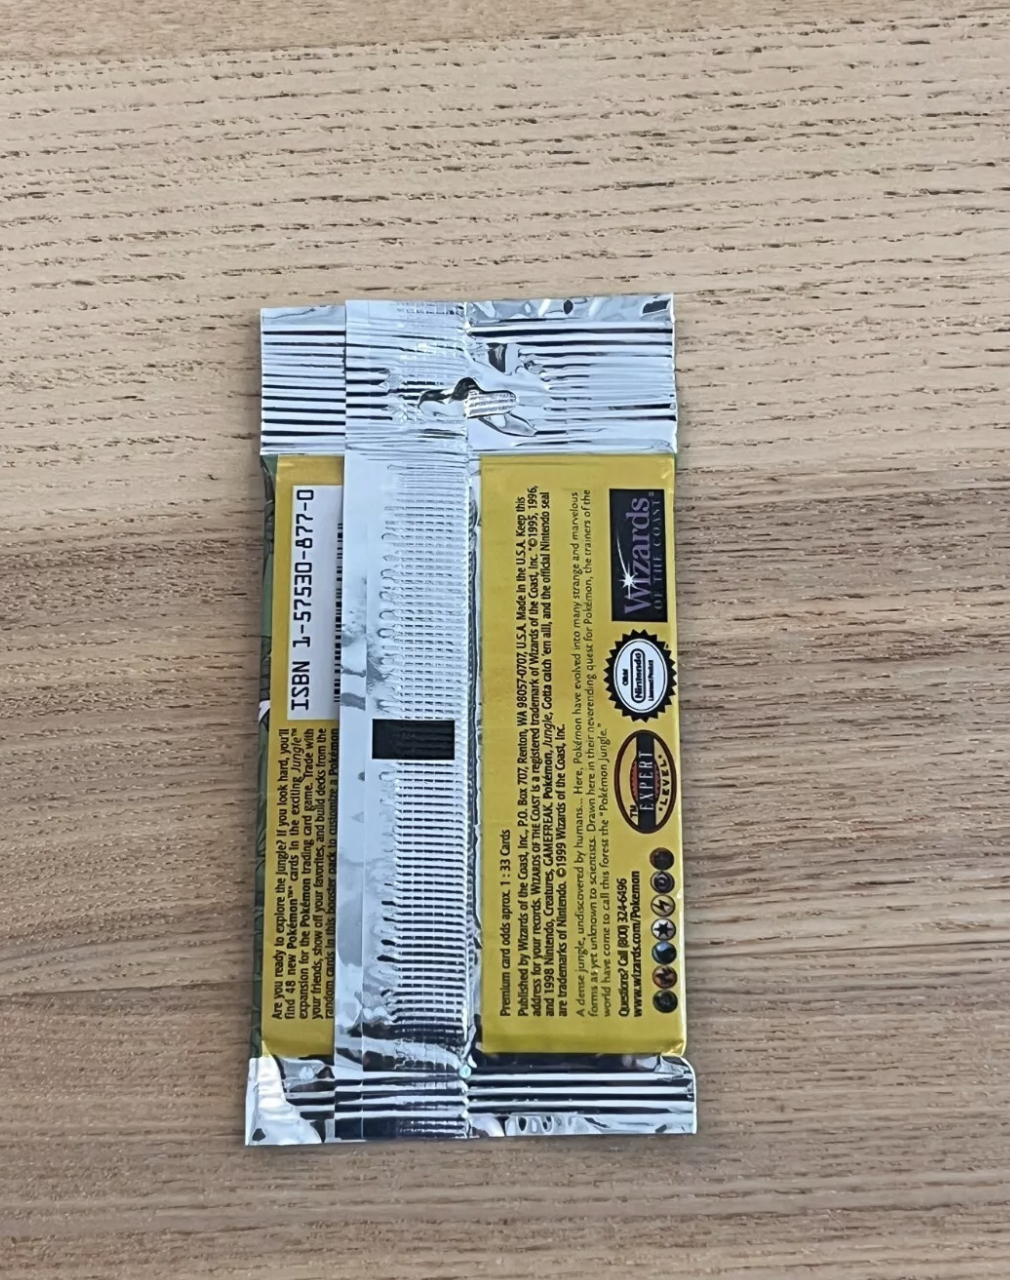 ISBN 1-57530-877-0
Are you ready to explore the jungle? If you look hard, you'll
find 48 new Pokémon™ cards in the exciting Jungle™
expansion for the Pokémon trading card game. Trade with
your friends, show off your favorites, and build decks from the
random cards in this booster pack to customize a Pokémon
Premium card odds aprox 1 : 33 Cards
Published by Wizards of the Coast, Inc., P.O. Box 707, Renton, WA 98057-0707, U.S.A. Made in the U.S.A. Keep this
address for your records. WIZARDS OF THE COAST is a registered trademark of Wizards of the Coast, Inc. ©1995, 1996,
and 1998 Nintendo, Creatures, GAMEFREAK. Pokémon, Jungle, Gotta catch 'em all!, and the official Nintendo seal
are trademarks of Nintendo. ©1999 Wizards of the Coast, Inc.
A dense jungle, undiscovered by humans... Here, Pokémon have evolved into many strange and marvelous
forms as yet unknown to scientists. Drawn here in their neverending quest for Pokémon, the trainers of the
world have come to call this forest the "Pokémon Jungle."
Questions? Call (800) 324-6496
www.wizards.com/Pokemon
TM EXPERT
LEVEL
Official
Nintendo
Licensed Product
Wizards
OF THE COAST®